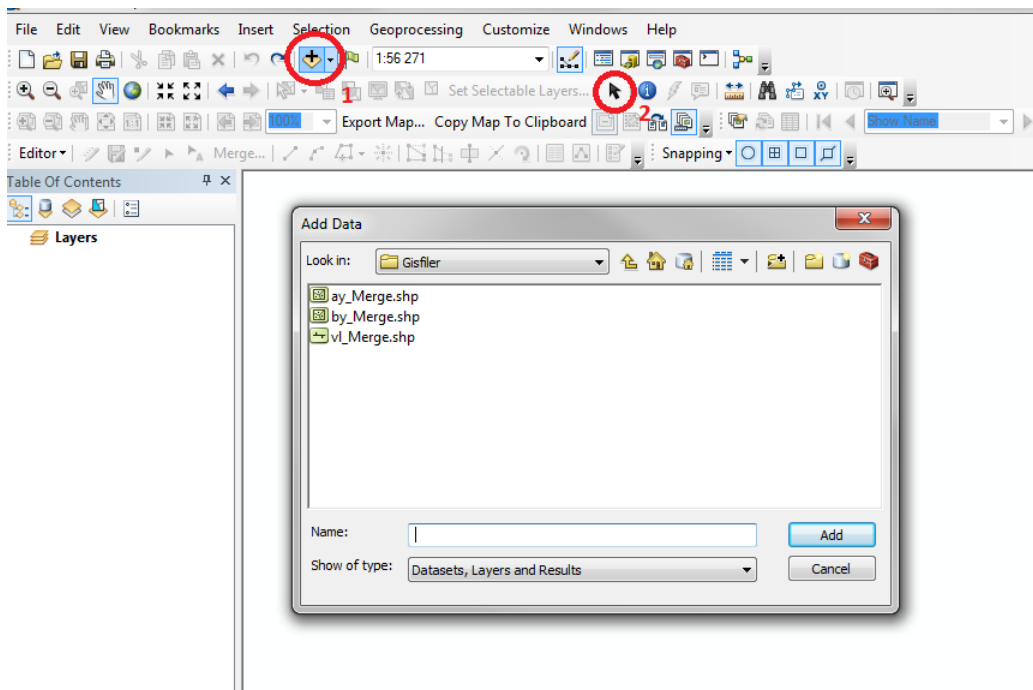 File Edit View Bookmarks Insert Selection Geoprocessing Customize Windows Help
1:56 271
1 Set Selectable Layers...
100% Export Map... Copy Map To Clipboard 2 Show Name
Editor Merge... Snapping
Table Of Contents
Layers
Add Data
Look in: Gisfiler
ay_Merge.shp
by_Merge.shp
vl_Merge.shp
Name: Add
Show of type: Datasets, Layers and Results Cancel